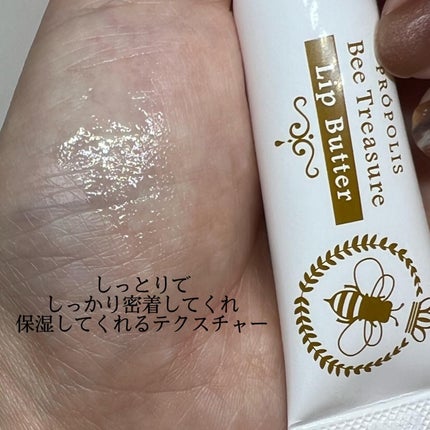 PRÓPOLIS
Bee Treasure
Lip Butter
しっとりで
しっかり密着してくれ
保湿してくれるテクスチャー